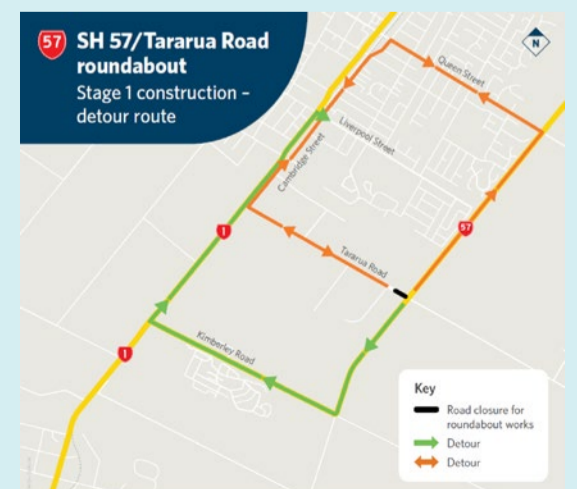 57
SH 57/Tararua Road
roundabout
Stage 1 construction –
detour route
N
Queen Street
Liverpool Street
Cambridge Street
57
1
Tararua Road
Kimberley Road
1
Key
Road closure for
roundabout works
Detour
Detour